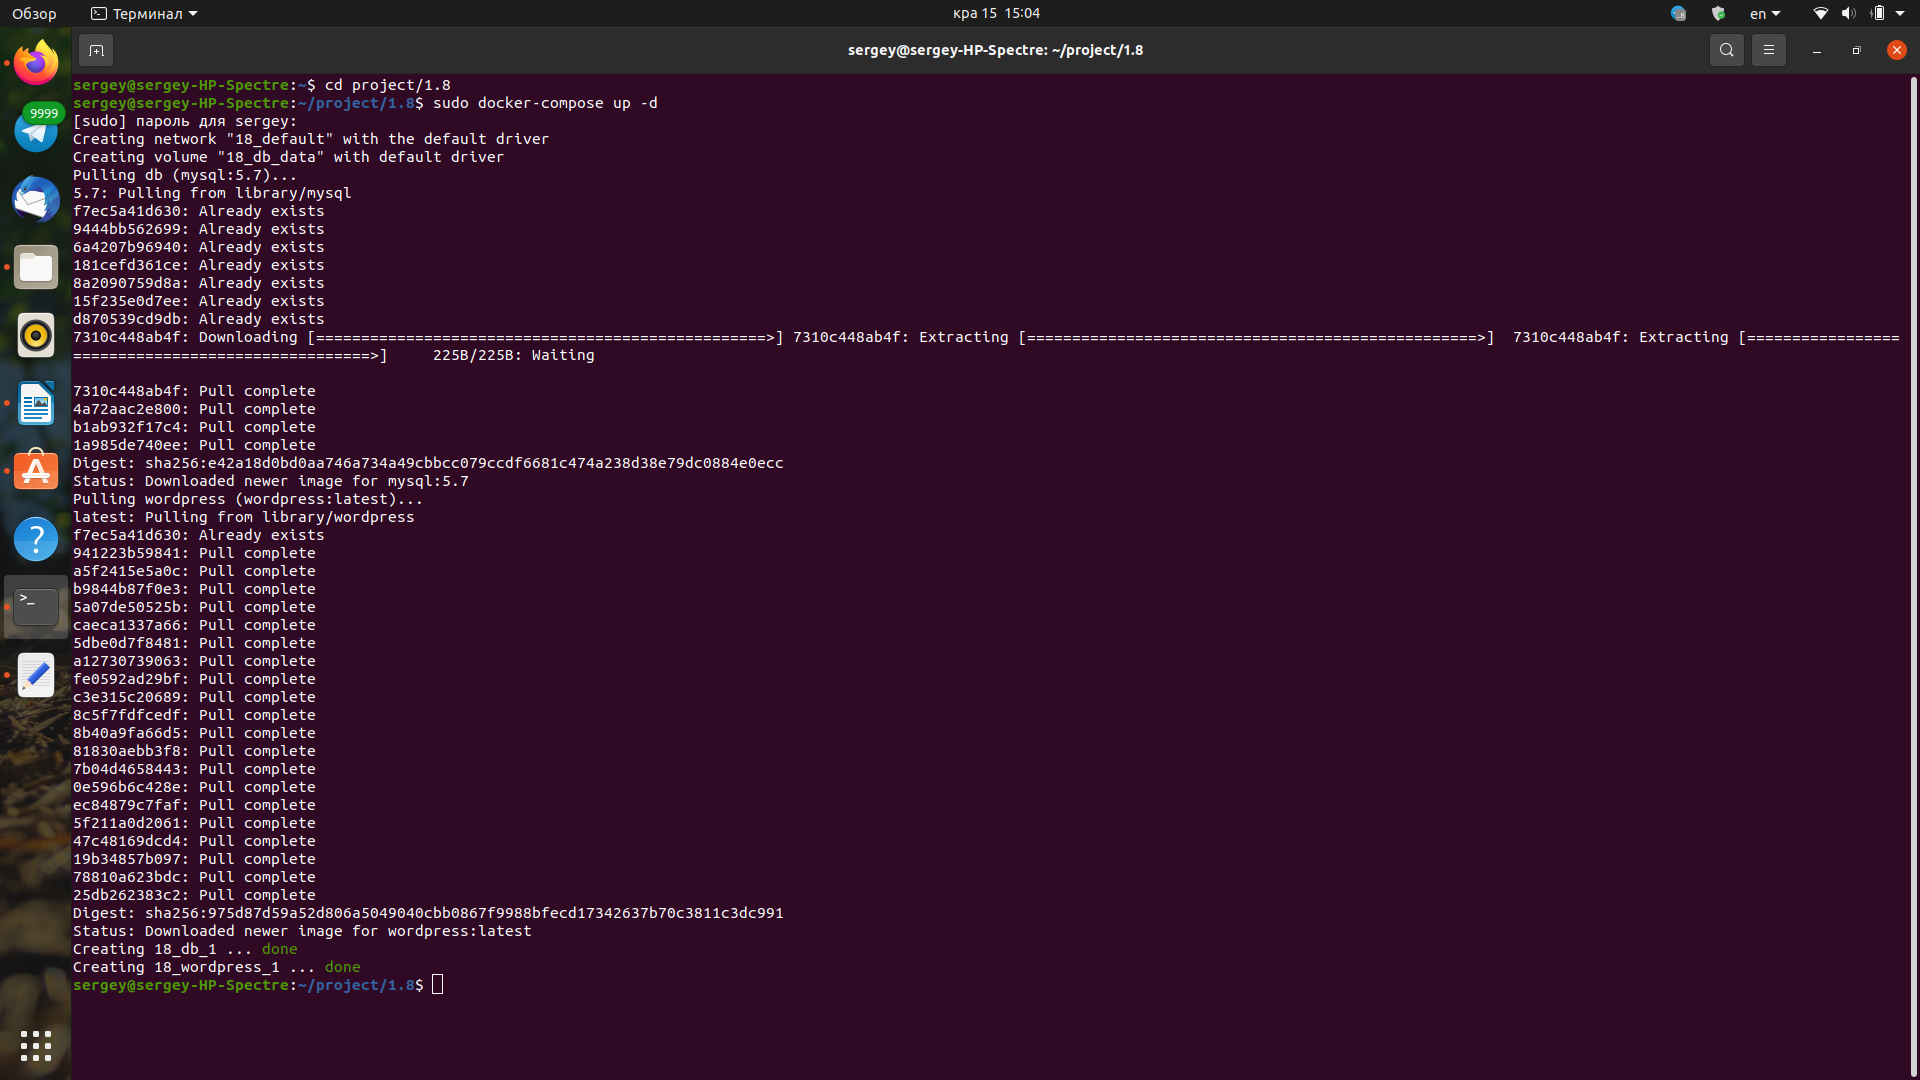 Обзор
Терминал
кра 15 15:04
en
sergey@sergey-HP-Spectre: ~/project/1.8
9999
sergey@sergey-HP-Spectre:~$ cd project/1.8
sergey@sergey-HP-Spectre:~/project/1.8$ sudo docker-compose up -d
[sudo] пароль для sergey:
Creating network "18_default" with the default driver
Creating volume "18_db_data" with default driver
Pulling db (mysql:5.7)...
5.7: Pulling from library/mysql
f7ec5a41d630: Already exists
9444bb562699: Already exists
6a4207b96940: Already exists
181cefd361ce: Already exists
8a2090759d8a: Already exists
15f235e0d7ee: Already exists
d870539cd9db: Already exists
7310c448ab4f: Downloading [==================================================>] 7310c448ab4f: Extracting [==================================================>]  7310c448ab4f: Extracting [=================
=================================>]     225B/225B: Waiting
7310c448ab4f: Pull complete
4a72aac2e800: Pull complete
b1ab932f17c4: Pull complete
1a985de740ee: Pull complete
Digest: sha256:e42a18d0bd0aa746a734a49cbbcc079ccdf6681c474a238d38e79dc0884e0ecc
Status: Downloaded newer image for mysql:5.7
Pulling wordpress (wordpress:latest)...
latest: Pulling from library/wordpress
f7ec5a41d630: Already exists
941223b59841: Pull complete
a5f2415e5a0c: Pull complete
b9844b87f0e3: Pull complete
5a07de50525b: Pull complete
caeca1337a66: Pull complete
5dbe0d7f8481: Pull complete
a12730739063: Pull complete
fe0592ad29bf: Pull complete
c3e315c20689: Pull complete
8c5f7fdfcedf: Pull complete
8b40a9fa66d5: Pull complete
81830aebb3f8: Pull complete
7b04d4658443: Pull complete
0e596b6c428e: Pull complete
ec84879c7faf: Pull complete
5f211a0d2061: Pull complete
47c48169dcd4: Pull complete
19b34857b097: Pull complete
78810a623bdc: Pull complete
25db262383c2: Pull complete
Digest: sha256:975d87d59a52d806a5049040cbb0867f9988bfecd17342637b70c3811c3dc991
Status: Downloaded newer image for wordpress:latest
Creating 18_db_1 ... done
Creating 18_wordpress_1 ... done
sergey@sergey-HP-Spectre:~/project/1.8$